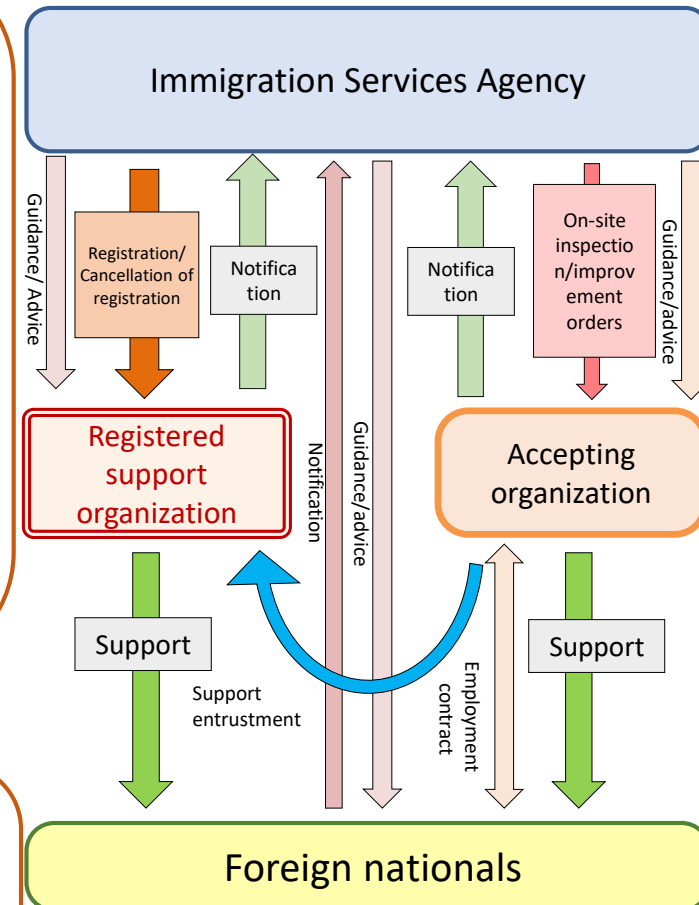 Immigration Services Agency
Guidance/ Advice
Registration/
Cancellation of
registration
Notifica
tion
Notifica
tion
On-site
inspectio
n/improv
ement
orders
Guidance/advice
Registered
support
organization
Notification
Guidance/advice
Accepting
organization
Support
Support
entrustment
Employment
contract
Support
Foreign nationals